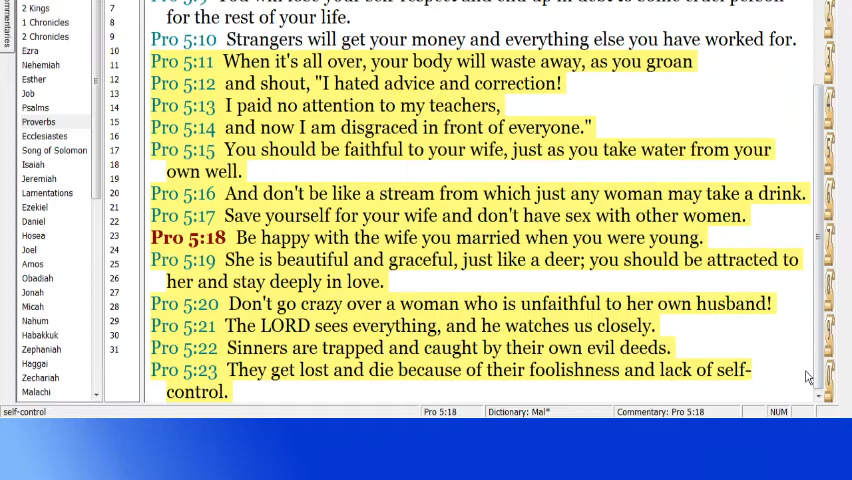 for the rest of your life.
Pro 5:10 Strangers will get your money and everything else you have worked for.
Pro 5:11 When it's all over, your body will waste away, as you groan
Pro 5:12 and shout, "I hated advice and correction!
Pro 5:13 I paid no attention to my teachers,
Pro 5:14 and now I am disgraced in front of everyone."
Pro 5:15 You should be faithful to your wife, just as you take water from your
own well.
Pro 5:16 And don't be like a stream from which just any woman may take a drink.
Pro 5:17 Save yourself for your wife and don't have sex with other women.
Pro 5:18 Be happy with the wife you married when you were young.
Pro 5:19 She is beautiful and graceful, just like a deer; you should be attracted to
her and stay deeply in love.
Pro 5:20 Don't go crazy over a woman who is unfaithful to her own husband!
Pro 5:21 The LORD sees everything, and he watches us closely.
Pro 5:22 Sinners are trapped and caught by their own evil deeds.
Pro 5:23 They get lost and die because of their foolishness and lack of self-
control.
2 Kings
1 Chronicles
2 Chronicles
Ezra
Nehemiah
Esther
Job
Psalms
Proverbs
Ecclesiastes
Song of Solomon
Isaiah
Jeremiah
Lamentations
Ezekiel
Daniel
Hosea
Joel
Amos
Obadiah
Jonah
Micah
Nahum
Habakkuk
Zephaniah
Haggai
Zechariah
Malachi
7
8
9
10
11
12
13
14
15
16
17
18
19
20
21
22
23
24
25
26
27
28
29
30
31
self-control
Pro 5:18
Dictionary: Mal*
Commentary: Pro 5:18
NUM